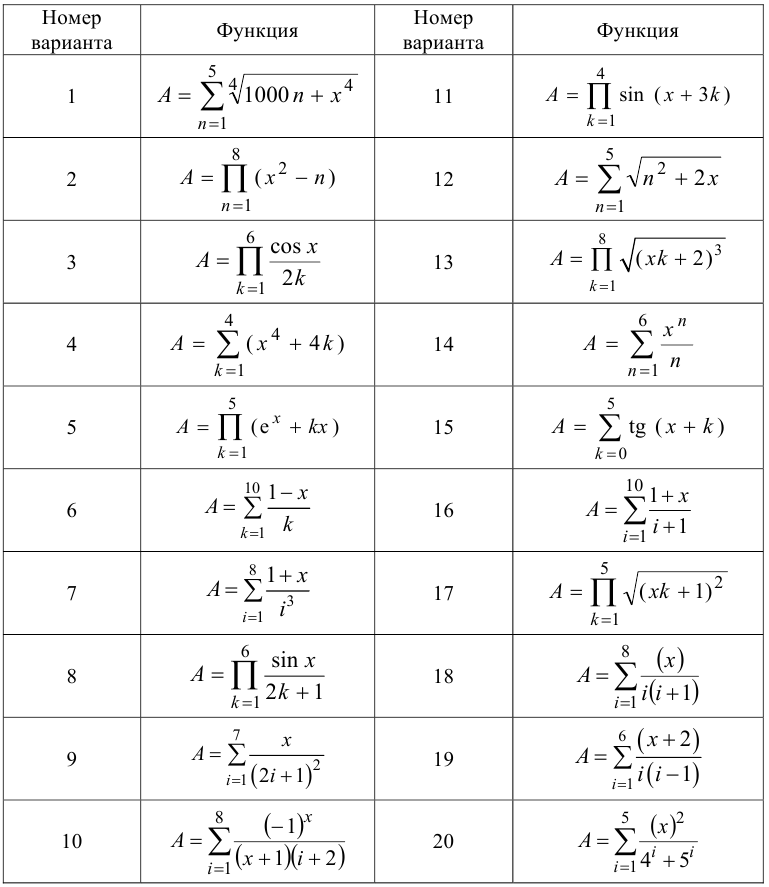 Номер варианта | Функция | Номер варианта | Функция
1 | A = \sum_{n=1}^{5} \sqrt[4]{1000n + x^4} | 11 | A = \prod_{k=1}^{4} \sin (x + 3k)
2 | A = \prod_{n=1}^{8} (x^2 − n) | 12 | A = \sum_{n=1}^{5} \sqrt{n^2 + 2x}
3 | A = \prod_{k=1}^{6} \frac{\cos x}{2k} | 13 | A = \prod_{k=1}^{8} \sqrt{(xk + 2)^3}
4 | A = \sum_{k=1}^{4} (x^4 + 4k) | 14 | A = \sum_{n=1}^{6} \frac{x^n}{n}
5 | A = \prod_{k=1}^{5} (e^x + kx) | 15 | A = \sum_{k=0}^{5} tg (x + k)
6 | A = \sum_{k=1}^{10} \frac{1 − x}{k} | 16 | A = \sum_{i=1}^{10} \frac{1 + x}{i + 1}
7 | A = \sum_{i=1}^{8} \frac{1 + x}{i^3} | 17 | A = \prod_{k=1}^{5} \sqrt{(xk + 1)^2}
8 | A = \prod_{k=1}^{6} \frac{\sin x}{2k + 1} | 18 | A = \sum_{i=1}^{8} \frac{(x)}{i(i + 1)}
9 | A = \sum_{i=1}^{7} \frac{x}{(2i + 1)^2} | 19 | A = \sum_{i=1}^{6} \frac{(x + 2)}{i(i − 1)}
10 | A = \sum_{i=1}^{8} \frac{(−1)^x}{(x + 1)(i + 2)} | 20 | A = \sum_{i=1}^{5} \frac{(x)^2}{4^i + 5^i}